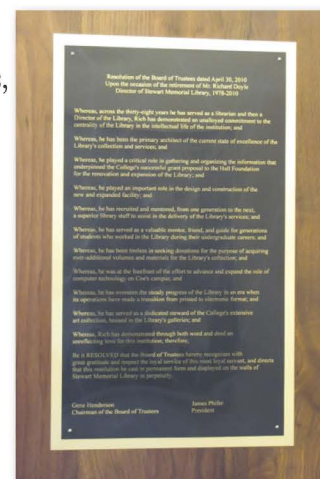 s,
Resolution of the Board of Trustees dated April 30, 2010
Upon the occasion of the retirement of Mr. Richard Doyle
Director of Stewart Memorial Library, 1978-2010
Whereas, across the thirty-eight years he has served as a librarian and then a
Director of the Library, Rich has demonstrated an unalloyed commitment to the
centrality of the Library in the intellectual life of the institution; and
Whereas, he has been the primary architect of the current state of excellence of the
Library's collection and services; and
Whereas, he played a critical role in gathering and organizing the information that
underpinned the College's successful grant proposal to the Hall Foundation
for the renovation and expansion of the Library; and
Whereas, he played an important role in the design and construction of the
new and expanded facility; and
Whereas, he has recruited and mentored, from one generation to the next,
a superior library staff to assist in the delivery of the Library's services; and
Whereas, he has served as a valuable mentor, friend, and guide for generations
of students who worked in the Library during their undergraduate careers; and
Whereas, he has been tireless in seeking donations for the purpose of acquiring
over additional volumes and materials for the Library's collection; and
Whereas, he was at the forefront of the effort to advance and expand the role of
computer technology on Coe's campus; and
Whereas, he has overseen the steady progress of the Library in an era when
its operations have made a transition from printed to electronic format; and
Whereas, he has served as a dedicated steward of the College's extensive
art collection, housed in the Library's galleries; and
Whereas, Rich has demonstrated through both word and deed an
unreflecting love for this institution; therefore,
Be it RESOLVED that the Board of Trustees hereby recognizes with
great gratitude and respect the loyal service of this most loyal servant, and directs
that this resolution be cast in permanent form and displayed on the walls of
Stewart Memorial Library in perpetuity.
Gene Henderson James Phifer
Chairman of the Board of Trustees President